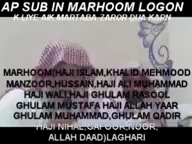 AP SUB IN MARHOOM LOGON
K LIYE AIK MARTABA ZAROR DUA KARN
MARHOOM(HAJI ISLAM,KHALID MEHMOOD
MANZOOR,HUSSAIN,HAJI ALI MUHAMMAD
HAJI WALI,HAJI GHULAM RASOOL
GHULAM MUSTAFA HAJI ALLAH YAAR
GHULAM MUHAMMAD,GHULAM QADIR
HAJI NIHAL,GAFOOR,NOOR,
ALLAH DAAD)LAGHARI